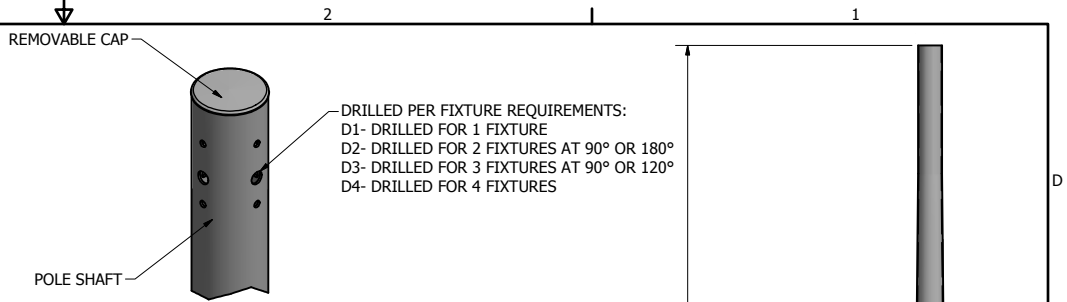 2
1
REMOVABLE CAP
DRILLED PER FIXTURE REQUIREMENTS:
D1- DRILLED FOR 1 FIXTURE
D2- DRILLED FOR 2 FIXTURES AT 90° OR 180°
D3- DRILLED FOR 3 FIXTURES AT 90° OR 120°
D4- DRILLED FOR 4 FIXTURES
D
POLE SHAFT